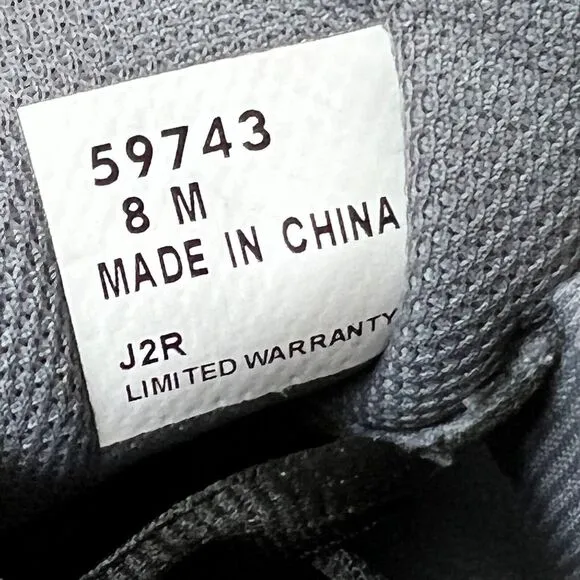 59743
8 M
MADE IN CHINA
J2R
LIMITED WARRANTY